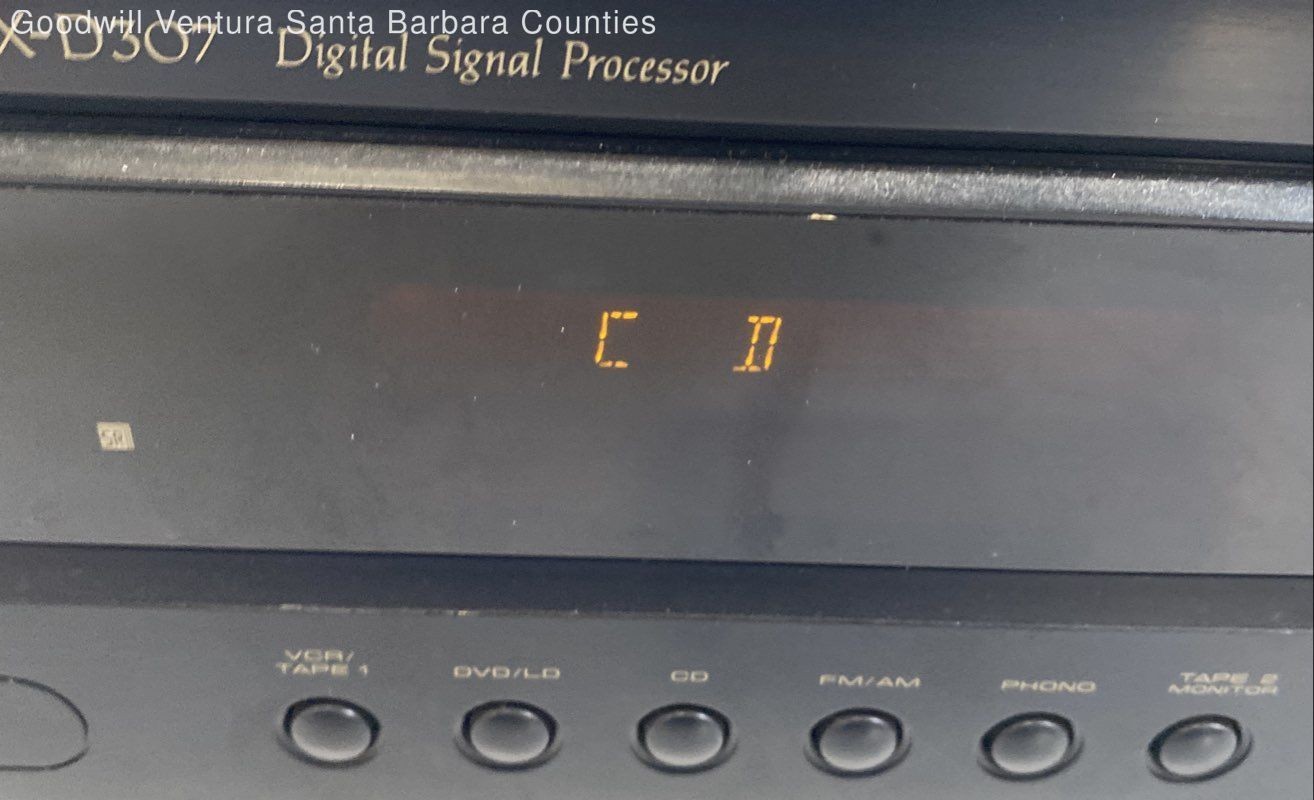 Goodwill Ventura Santa Barbara Counties
X-D307 Digital Signal Processor
C D
SR
VCR/
TAPE 1
DVD/LD
CD
FM/AM
PHONO
TAPE 2
MONITOR